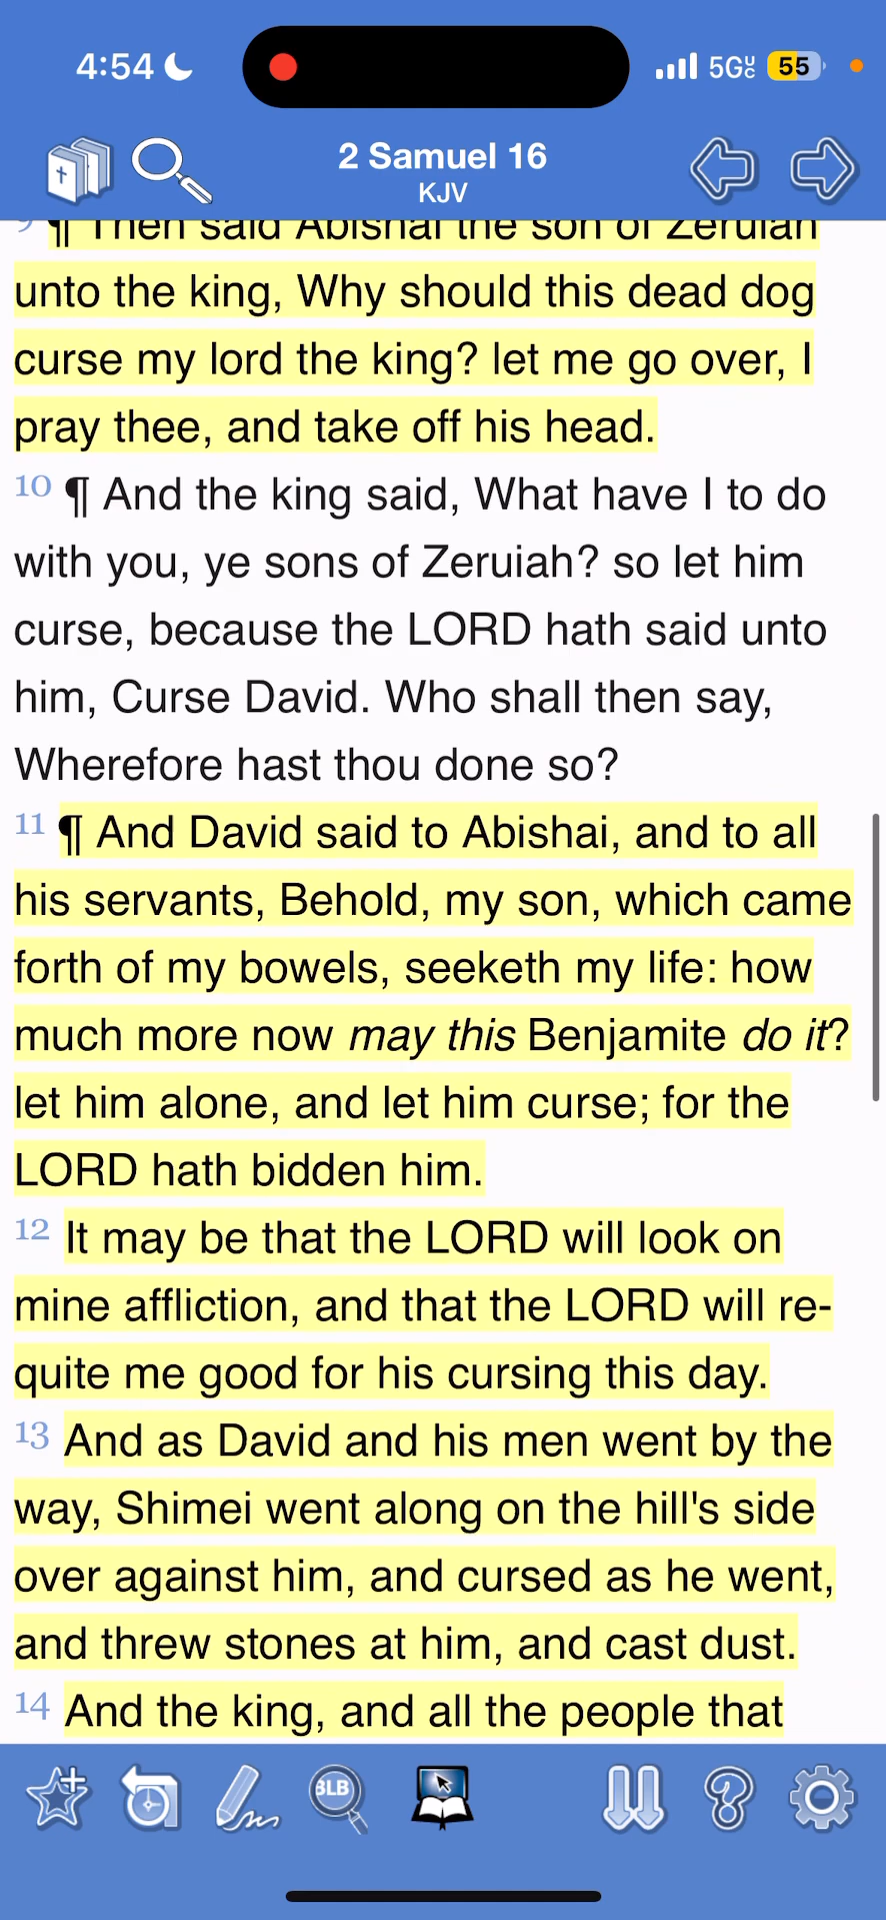 4:54
5G UC
55
2 Samuel 16
KJV
9 ¶ Then said Abishai the son of Zeruiah
unto the king, Why should this dead dog
curse my lord the king? let me go over, I
pray thee, and take off his head.
10 ¶ And the king said, What have I to do
with you, ye sons of Zeruiah? so let him
curse, because the LORD hath said unto
him, Curse David. Who shall then say,
Wherefore hast thou done so?
11 ¶ And David said to Abishai, and to all
his servants, Behold, my son, which came
forth of my bowels, seeketh my life: how
much more now may this Benjamite do it?
let him alone, and let him curse; for the
LORD hath bidden him.
12 It may be that the LORD will look on
mine affliction, and that the LORD will re-
quite me good for his cursing this day.
13 And as David and his men went by the
way, Shimei went along on the hill's side
over against him, and cursed as he went,
and threw stones at him, and cast dust.
14 And the king, and all the people that
BLB